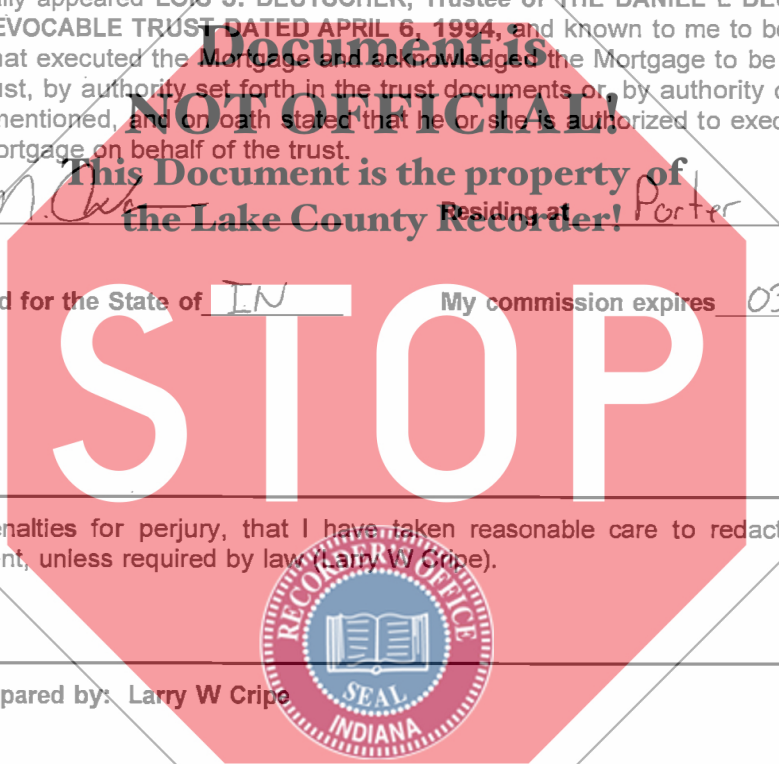 lly appeared LOIS J. DEUTSCHER, Trustee of THE DANIEL E DE
EVOCABLE TRUST DATED APRIL 6, 1994, and known to me to be
hat executed the Mortgage and acknowledged the Mortgage to be
ust, by authority set forth in the trust documents or, by authority o
mentioned, and on oath stated that he or she is authorized to exec
ortgage on behalf of the trust.
Document is
NOT OFFICIAL!
This Document is the property of
the Lake County Recorder!
Residing at Porter
d for the State of IN My commission expires 03
STOP
enalties for perjury, that I have taken reasonable care to redact
nt, unless required by law (Larry W Cripe).
RECORDER'S OFFICE
SEAL
INDIANA
pared by: Larry W Cripe